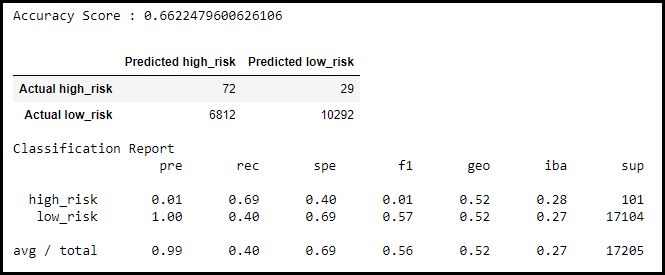 Accuracy Score : 0.6622479600626106
Predicted high_risk Predicted low_risk
Actual high_risk 72 29
Actual low_risk 6812 10292
Classification Report
pre rec spe f1 geo iba sup
high_risk 0.01 0.69 0.40 0.01 0.52 0.28 101
low_risk 1.00 0.40 0.69 0.57 0.52 0.27 17104
avg / total 0.99 0.40 0.69 0.56 0.52 0.27 17205